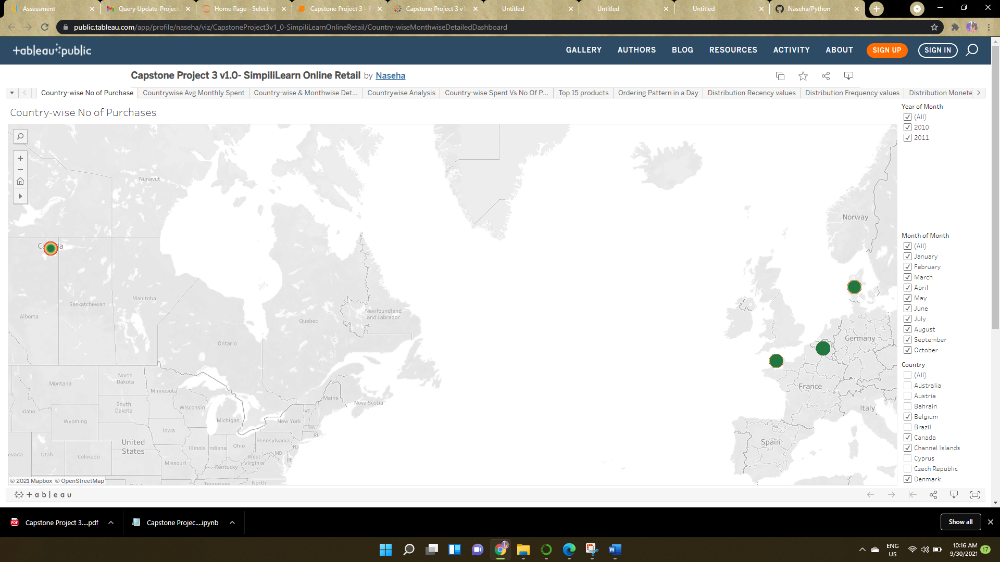 Assessment
Query Update-Project
Home Page - Select or
Capstone Project 3 - R
Capstone Project 3 v1.
Untitled
Untitled
Untitled
Naseha/Python
public.tableau.com/app/profile/naseha/viz/CapstoneProject3v1_0-SimpiliLearnOnlineRetail/Country-wiseMonthwiseDetailedDashboard
tableau public
GALLERY
AUTHORS
BLOG
RESOURCES
ACTIVITY
ABOUT
SIGN UP
SIGN IN
Capstone Project 3 v1.0- SimpiliLearn Online Retail by Naseha
Country-wise No of Purchase
Countrywise Avg Monthly Spent
Country-wise & Monthwise Det...
Countrywise Analysis
Country-wise Spent Vs No Of P...
Top 15 products
Ordering Pattern in a Day
Distribution Recency values
Distribution Frequency values
Distribution Monete
Country-wise No of Purchases
Year of Month
(All)
2010
2011
Month of Month
(All)
January
February
March
April
May
June
July
August
September
October
Country
(All)
Australia
Austria
Bahrain
Belgium
Brazil
Canada
Channel Islands
Cyprus
Czech Republic
Denmark
Nunavut
Norway
Saskatchewan
Manitoba
Alberta
Newfoundland
and Labrador
Quebec
Ontario
Germany
North
Dakota
Montana
Minnesota
France
Maine
Nova Scotia
South
Dakota
Wisconsin
Idaho
VT
Italy
Wyoming
Michigan
New York
MA
RI
Iowa
United
States
Pennsylvania
Spain
Illinois
Indiana
Ohio
NJ
evada
Utah
Colorado
MD
DE
West
Virginia
Missouri
Kentucky
Tennessee
North
© 2021 Mapbox © OpenStreetMap
+ a b | e a u
Capstone Project 3....pdf
Capstone Projec....ipynb
Show all
ENG
US
10:16 AM
9/30/2021
17